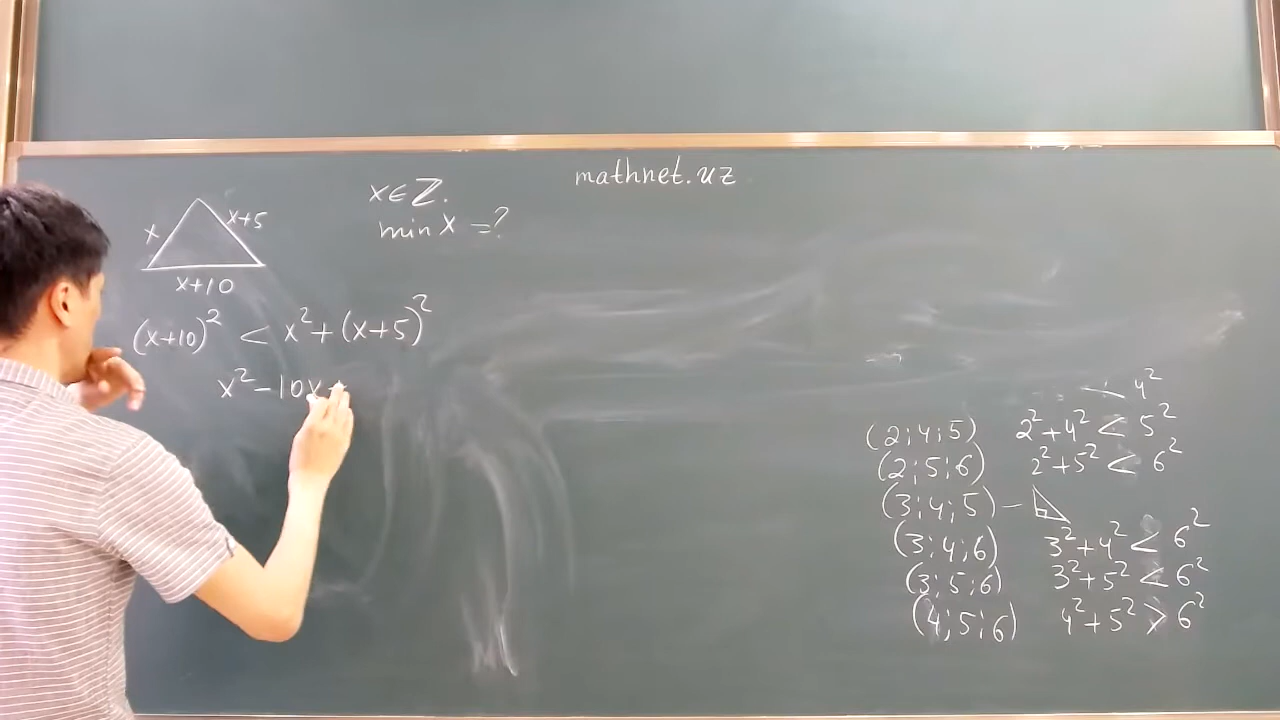 mathnet.uz
x∈Z.
min x =?
x
x+5
x+10
(x+10)² < x²+(x+5)²
x²-10x
< 4²
(2;4;5) 2²+4² < 5²
(2;5;6) 2²+5² < 6²
(3;4;5) –
(3;4;6) 3²+4² < 6²
(3;5;6) 3²+5² < 6²
(4;5;6) 4²+5² > 6²